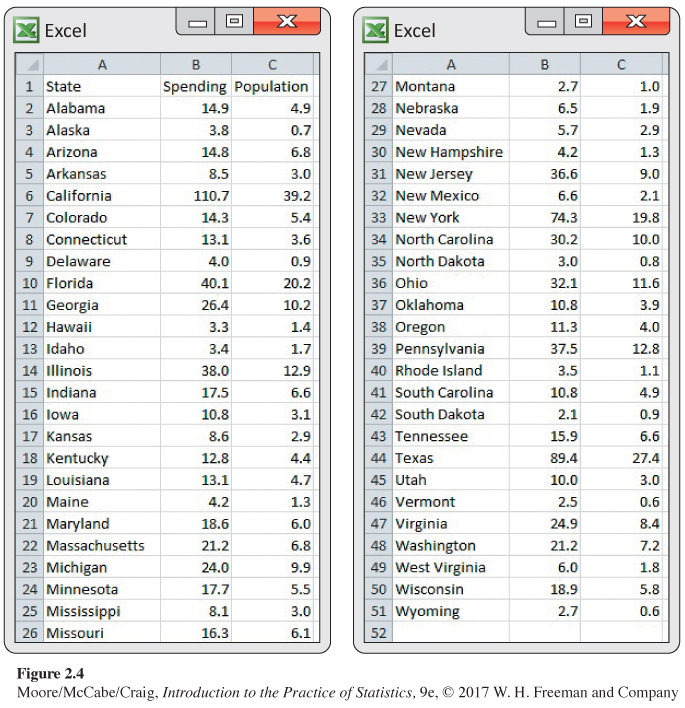 Excel
A B C
1 State Spending Population
2 Alabama 14.9 4.9
3 Alaska 3.8 0.7
4 Arizona 14.8 6.8
5 Arkansas 8.5 3.0
6 California 110.7 39.2
7 Colorado 14.3 5.4
8 Connecticut 13.1 3.6
9 Delaware 4.0 0.9
10 Florida 40.1 20.2
11 Georgia 26.4 10.2
12 Hawaii 3.3 1.4
13 Idaho 3.4 1.7
14 Illinois 38.0 12.9
15 Indiana 17.5 6.6
16 Iowa 10.8 3.1
17 Kansas 8.6 2.9
18 Kentucky 12.8 4.4
19 Louisiana 13.1 4.7
20 Maine 4.2 1.3
21 Maryland 18.6 6.0
22 Massachusetts 21.2 6.8
23 Michigan 24.0 9.9
24 Minnesota 17.7 5.5
25 Mississippi 8.1 3.0
26 Missouri 16.3 6.1
Excel
A B C
27 Montana 2.7 1.0
28 Nebraska 6.5 1.9
29 Nevada 5.7 2.9
30 New Hampshire 4.2 1.3
31 New Jersey 36.6 9.0
32 New Mexico 6.6 2.1
33 New York 74.3 19.8
34 North Carolina 30.2 10.0
35 North Dakota 3.0 0.8
36 Ohio 32.1 11.6
37 Oklahoma 10.8 3.9
38 Oregon 11.3 4.0
39 Pennsylvania 37.5 12.8
40 Rhode Island 3.5 1.1
41 South Carolina 10.8 4.9
42 South Dakota 2.1 0.9
43 Tennessee 15.9 6.6
44 Texas 89.4 27.4
45 Utah 10.0 3.0
46 Vermont 2.5 0.6
47 Virginia 24.9 8.4
48 Washington 21.2 7.2
49 West Virginia 6.0 1.8
50 Wisconsin 18.9 5.8
51 Wyoming 2.7 0.6
52
Figure 2.4
Moore/McCabe/Craig, Introduction to the Practice of Statistics, 9e, © 2017 W. H. Freeman and Company